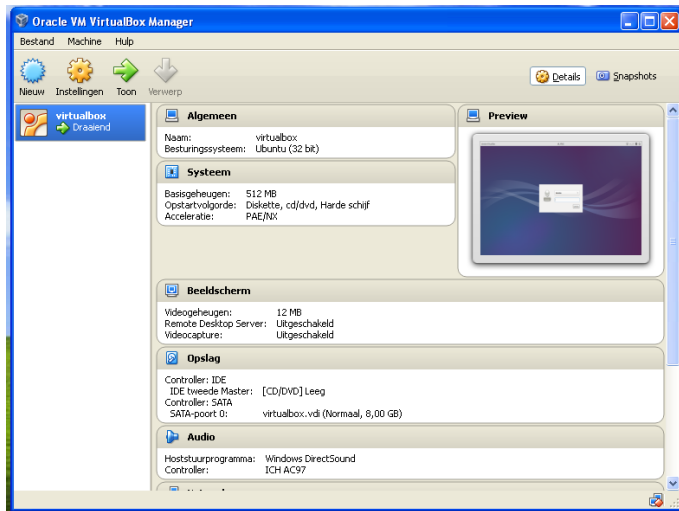 Oracle VM VirtualBox Manager
Bestand Machine Hulp
Nieuw Instellingen Toon Verwerp
Details Snapshots
virtualbox
Draaiend
Algemeen
Naam: virtualbox
Besturingssysteem: Ubuntu (32 bit)
Preview
Systeem
Basisgeheugen: 512 MB
Opstartvolgorde: Diskette, cd/dvd, Harde schijf
Acceleratie: PAE/NX
Beeldscherm
Videogeheugen: 12 MB
Remote Desktop Server: Uitgeschakeld
Videocapture: Uitgeschakeld
Opslag
Controller: IDE
IDE tweede Master: [CD/DVD] Leeg
Controller: SATA
SATA-poort 0: virtualbox.vdi (Normaal, 8,00 GB)
Audio
Hoststuurprogramma: Windows DirectSound
Controller: ICH AC97